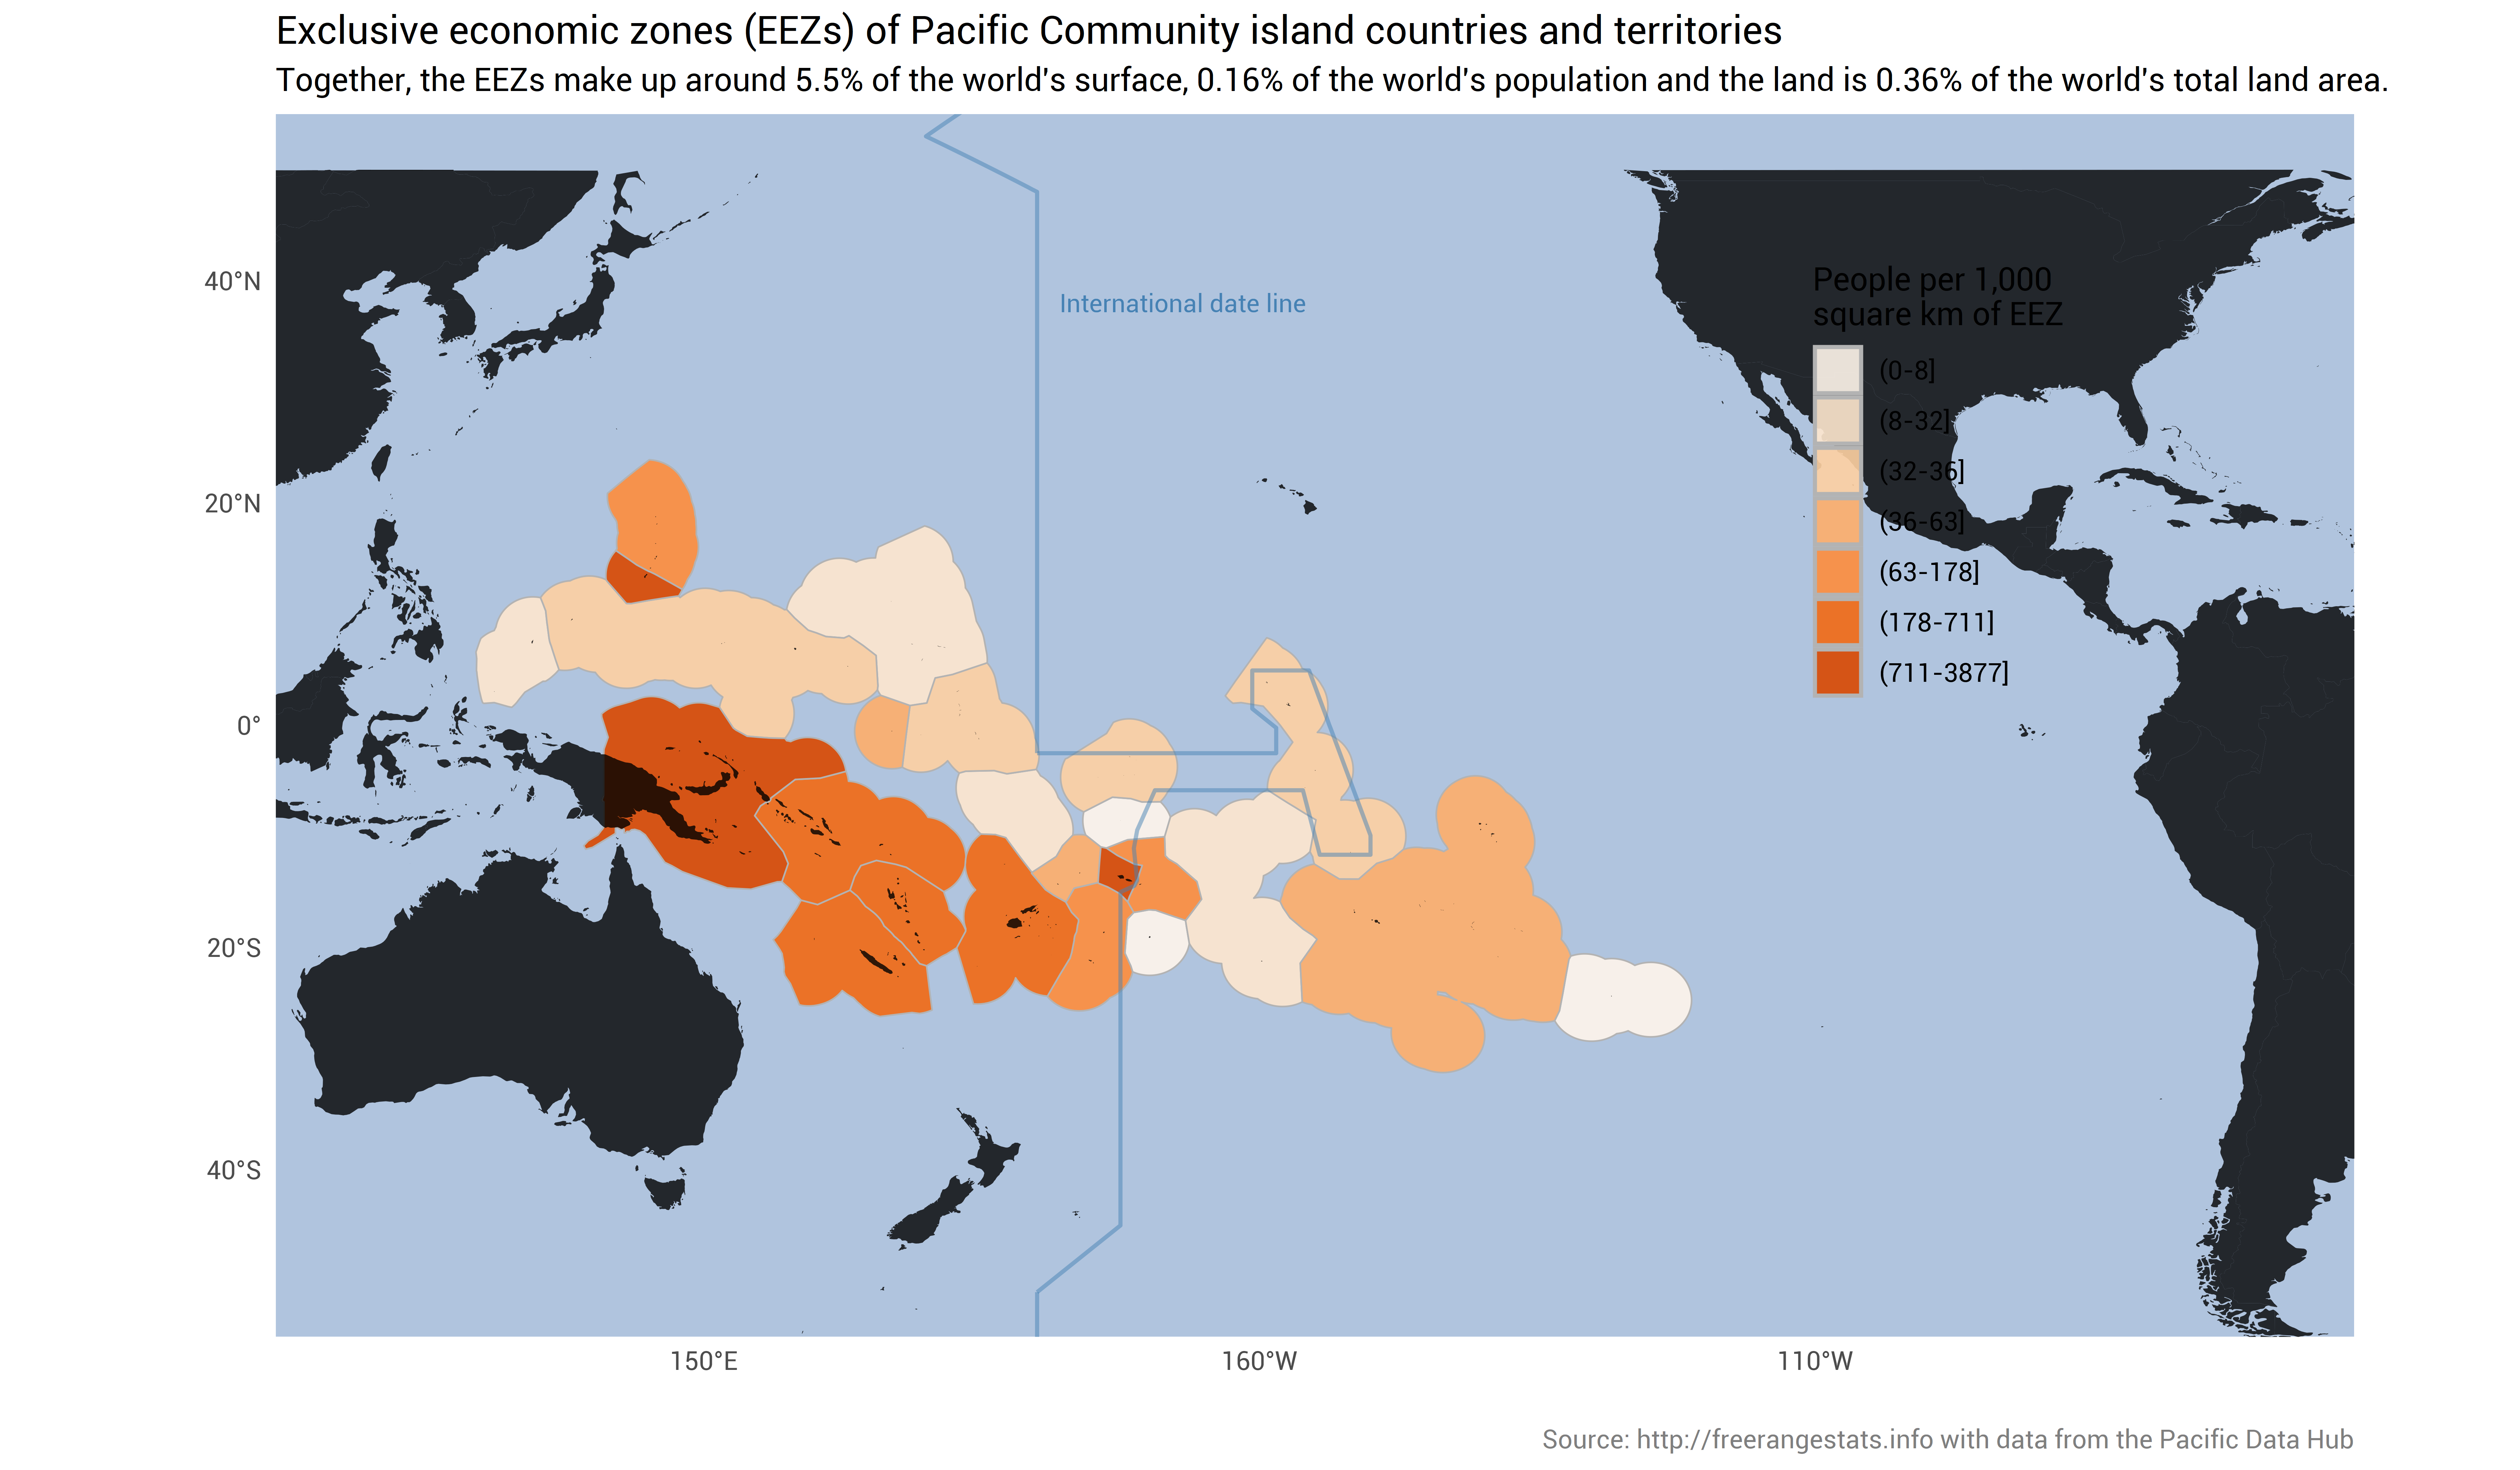 Exclusive economic zones (EEZs) of Pacific Community island countries and territories
Together, the EEZs make up around 5.5% of the world's surface, 0.16% of the world's population and the land is 0.36% of the world's total land area.
40°N
20°N
0°
20°S
40°S
International date line
People per 1,000
square km of EEZ
(0-8]
(8-32]
(32-36]
(36-63]
(63-178]
(178-711]
(711-3877]
150°E
160°W
110°W
Source: http://freerangestats.info with data from the Pacific Data Hub